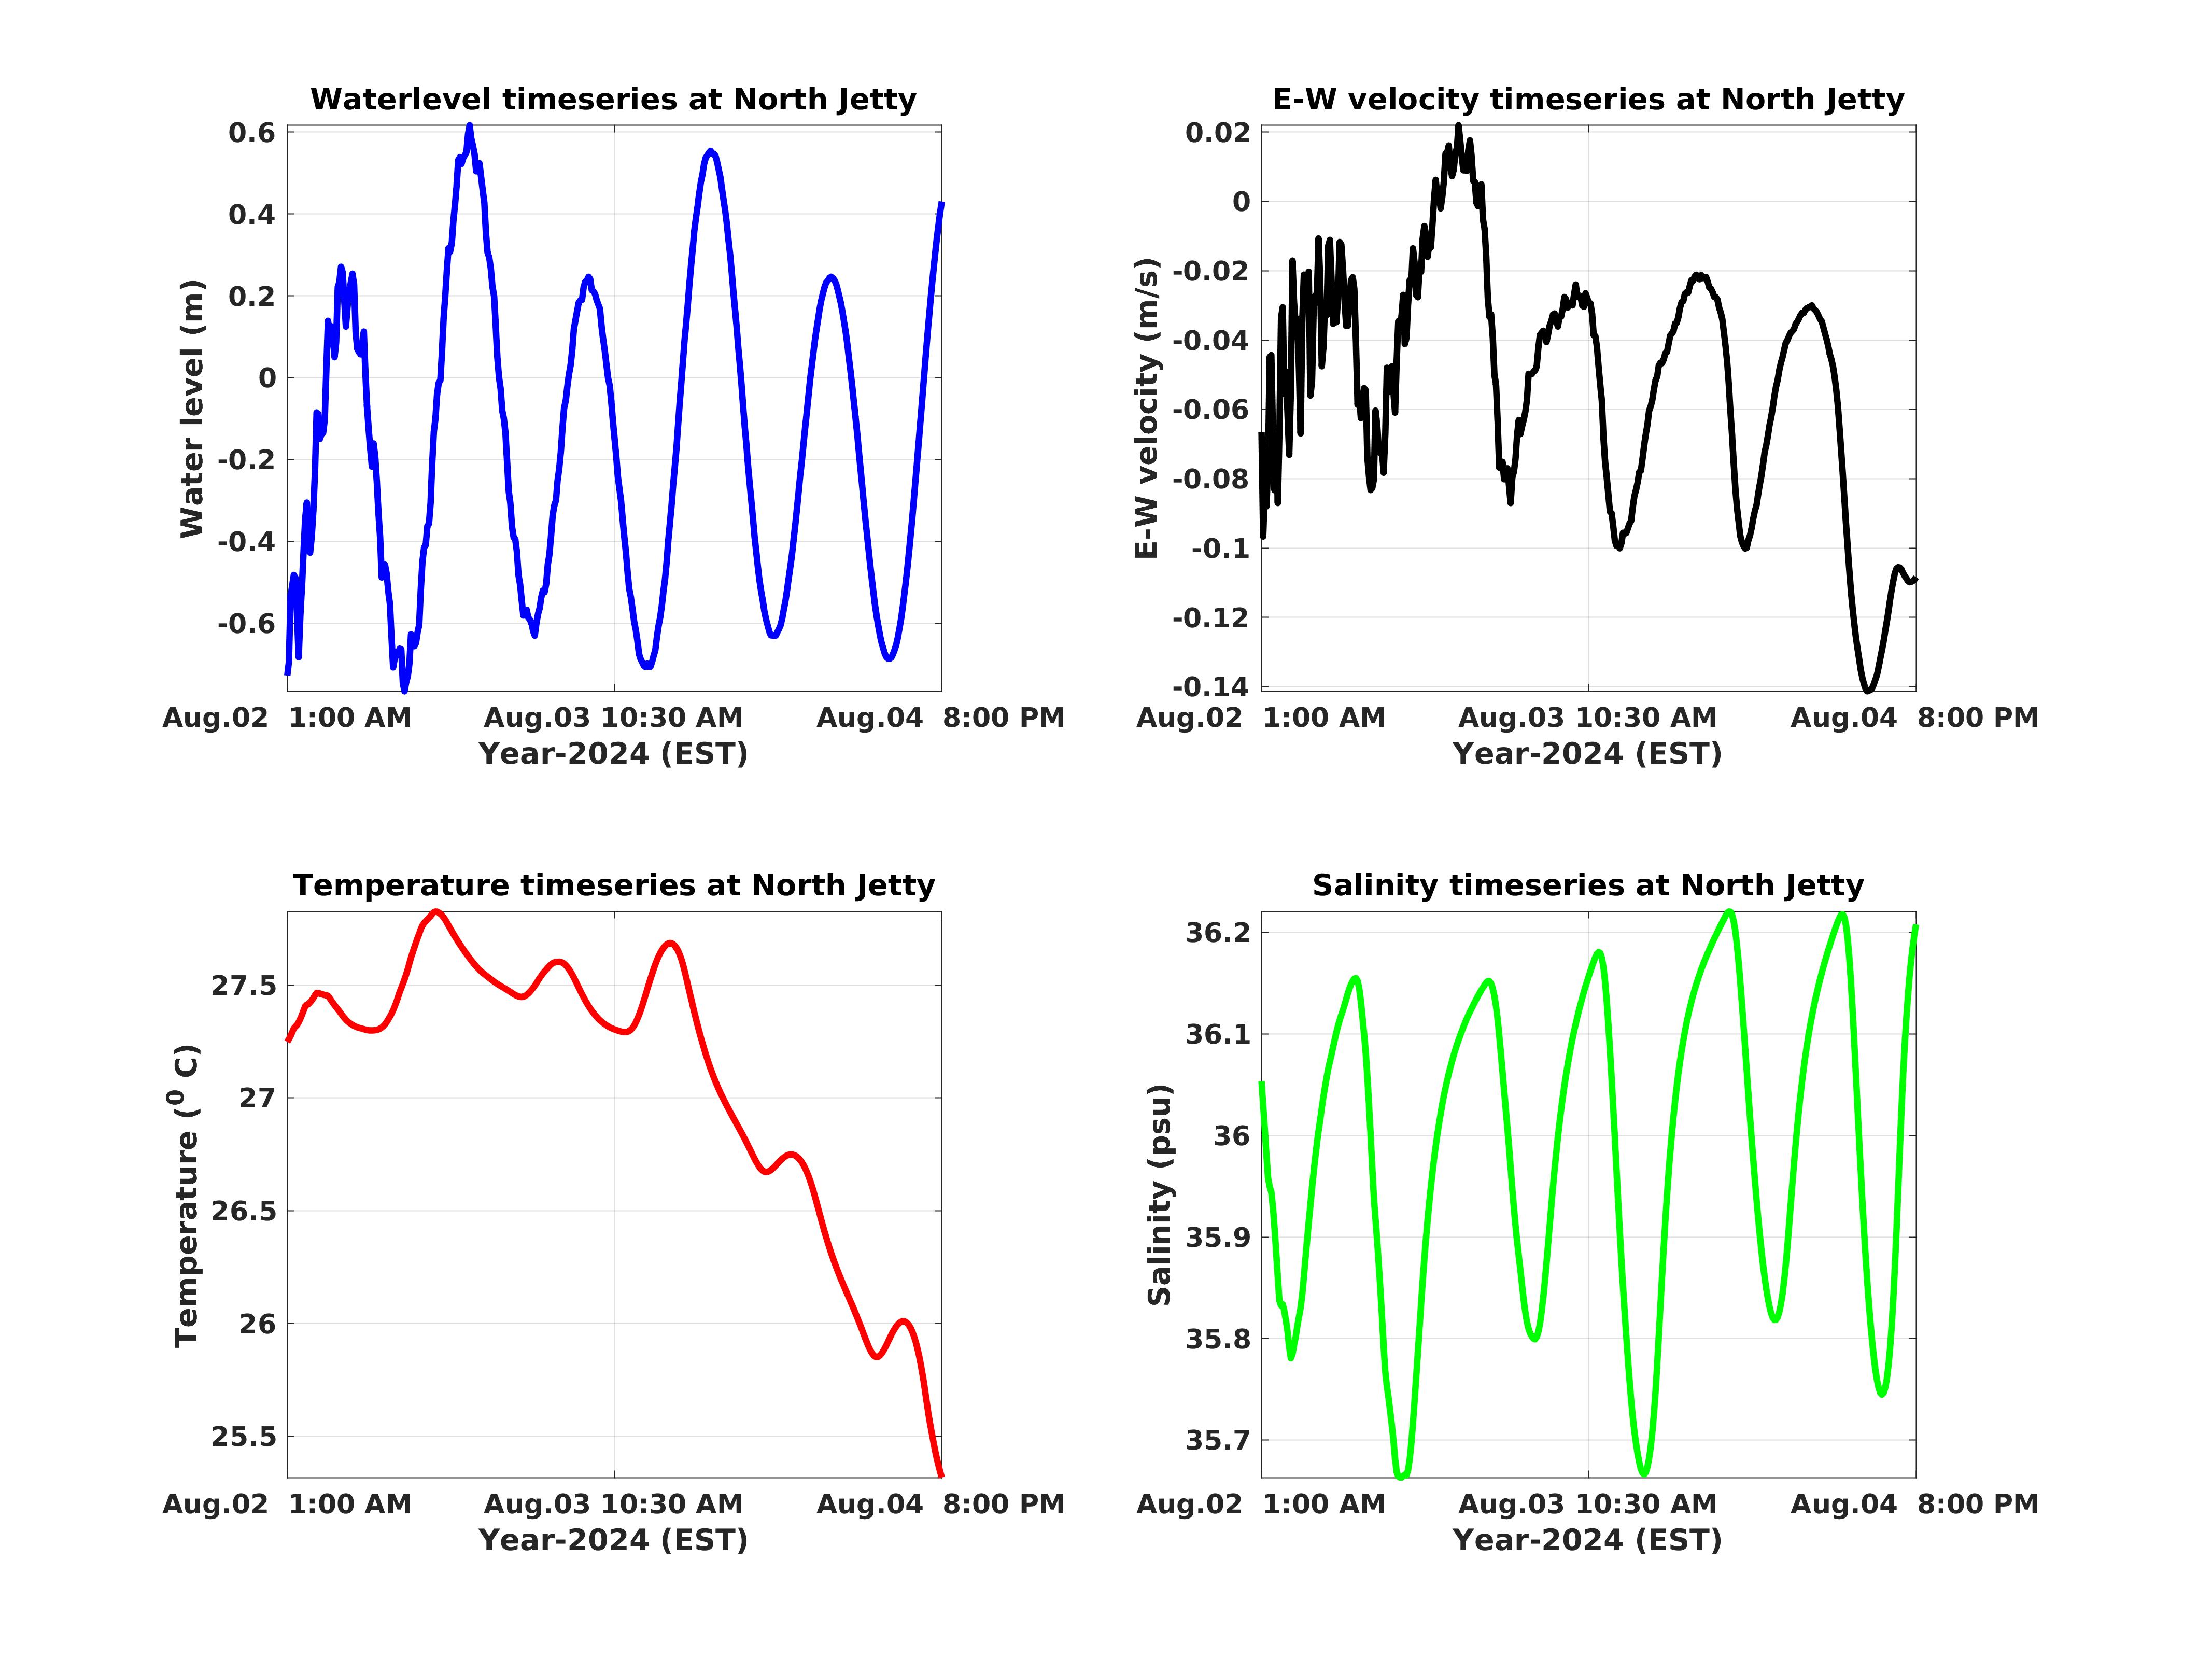 Waterlevel timeseries at North Jetty
0.6
0.4
0.2
0
-0.2
-0.4
-0.6
Water level (m)
Aug.02 1:00 AM Aug.03 10:30 AM Aug.04 8:00 PM
Year-2024 (EST)
E-W velocity timeseries at North Jetty
0.02
0
-0.02
-0.04
-0.06
-0.08
-0.1
-0.12
-0.14
E-W velocity (m/s)
Aug.02 1:00 AM Aug.03 10:30 AM Aug.04 8:00 PM
Year-2024 (EST)
Temperature timeseries at North Jetty
27.5
27
26.5
26
25.5
Temperature (⁰ C)
Aug.02 1:00 AM Aug.03 10:30 AM Aug.04 8:00 PM
Year-2024 (EST)
Salinity timeseries at North Jetty
36.2
36.1
36
35.9
35.8
35.7
Salinity (psu)
Aug.02 1:00 AM Aug.03 10:30 AM Aug.04 8:00 PM
Year-2024 (EST)